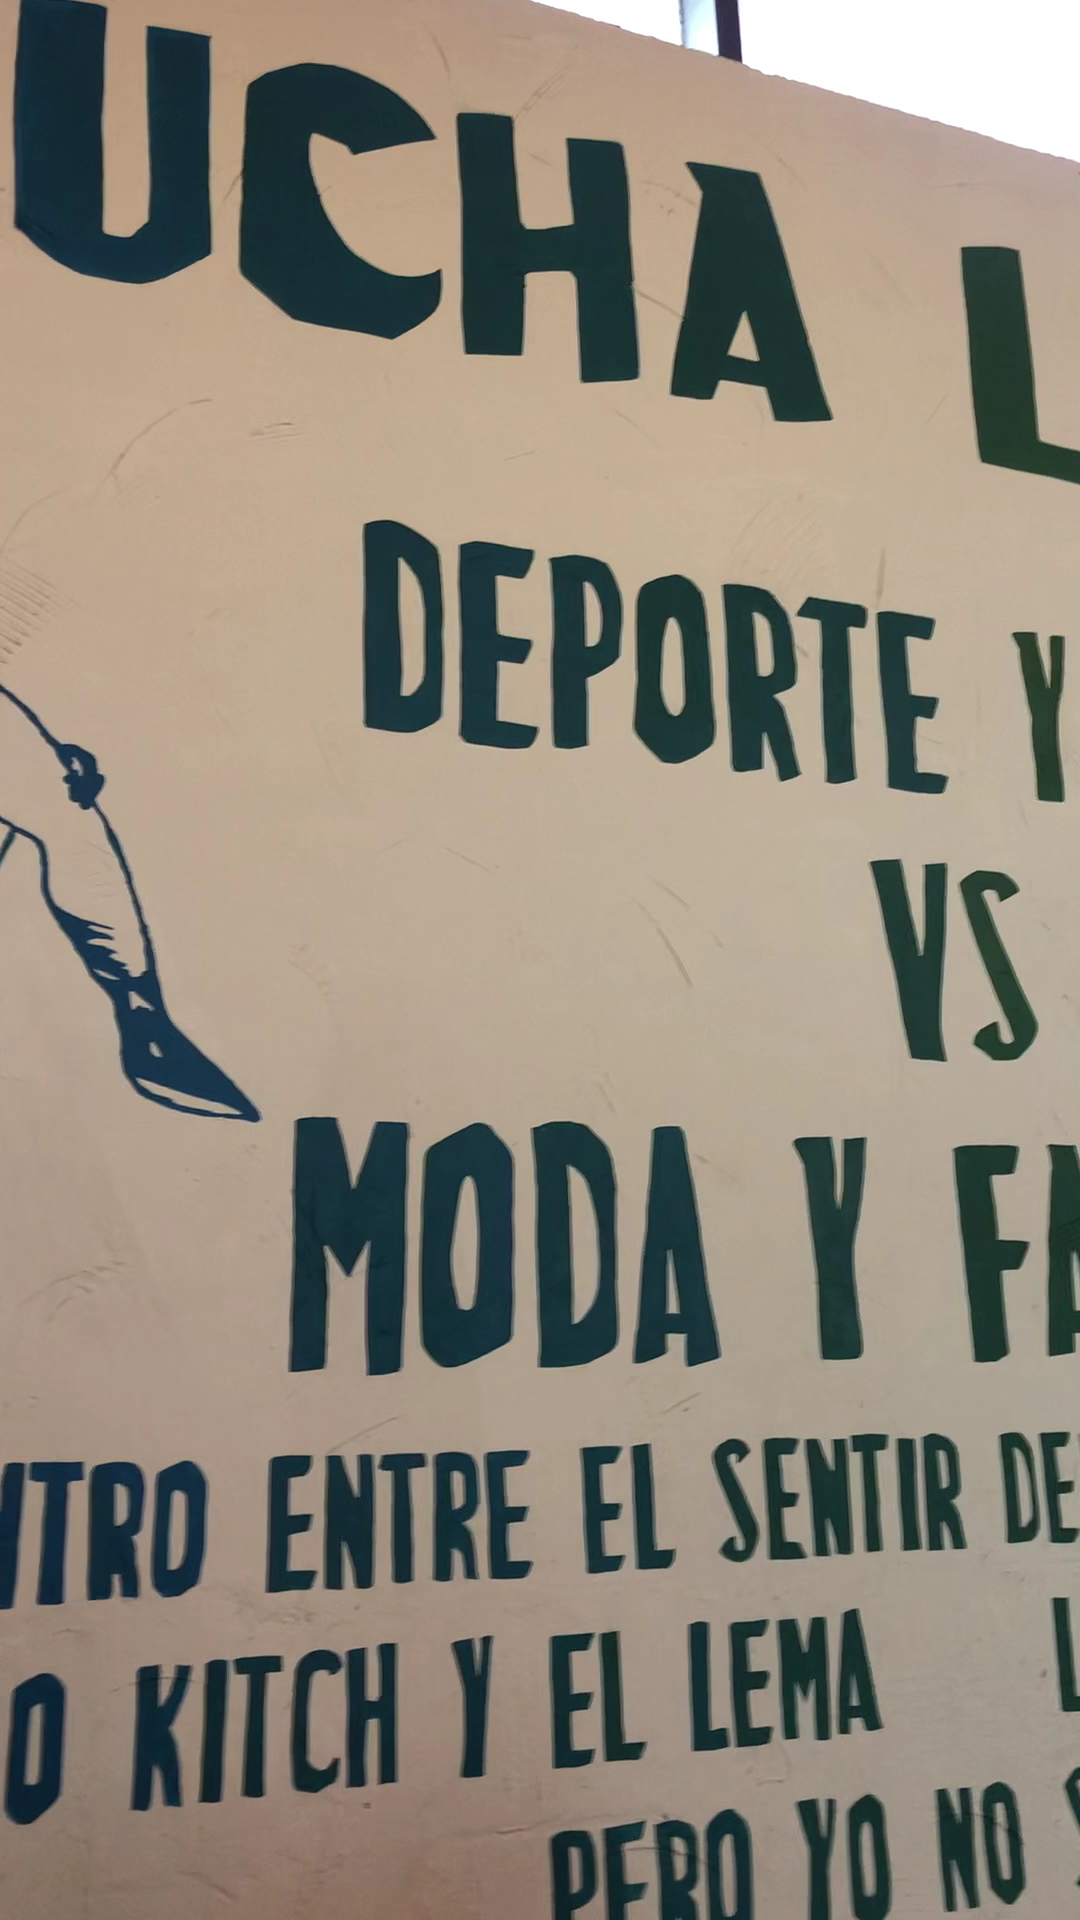 UCHA L
DEPORTE Y
VS
MODA Y FA
NTRO ENTRE EL SENTIR DE
O KITCH Y EL LEMA L
PERO YO NO S